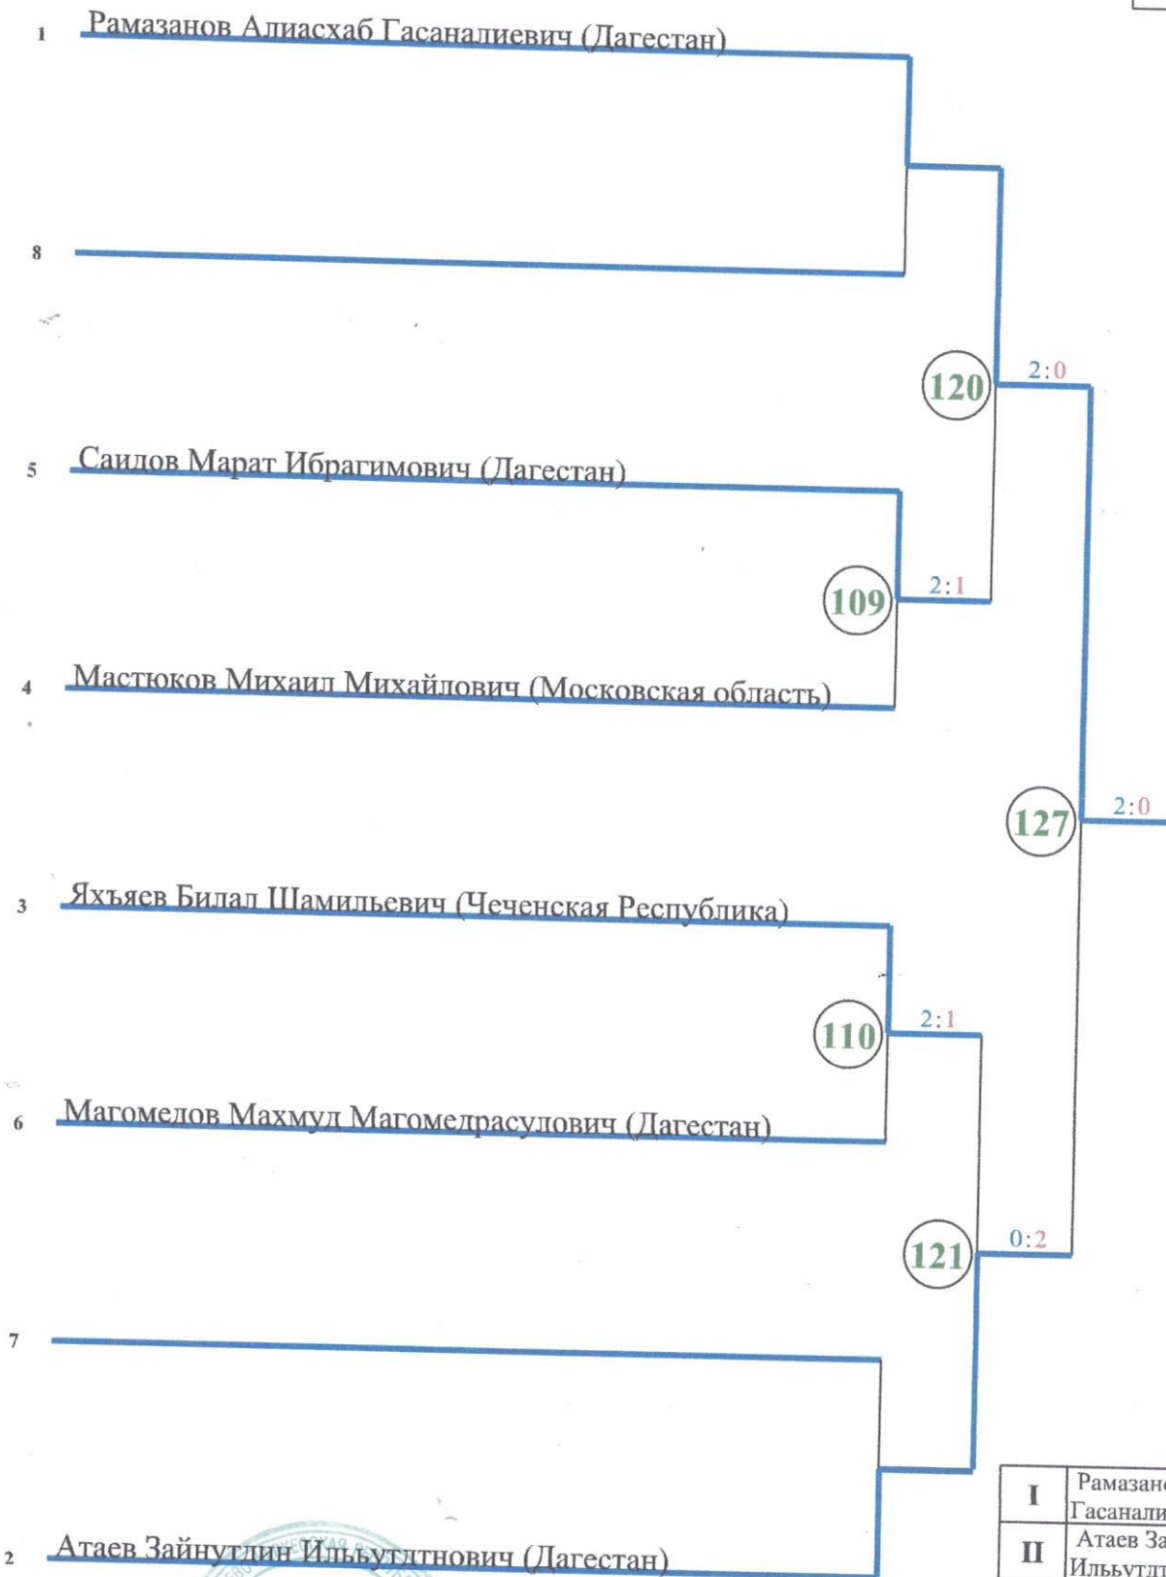 1 Рамазанов Алиасхаб Гасаналиевич (Дагестан)
8
120 2:0
5 Саидов Марат Ибрагимович (Дагестан)
109 2:1
4 Мастюков Михаил Михайлович (Московская область)
127 2:0
3 Яхъяев Билал Шамильевич (Чеченская Республика)
110 2:1
6 Магомедов Махмуд Магомедрасулович (Дагестан)
121 0:2
7
I Рамазано
Гасанали
2 Атаев Зайнутдин Ильбутдтнович (Дагестан)
II Атаев За